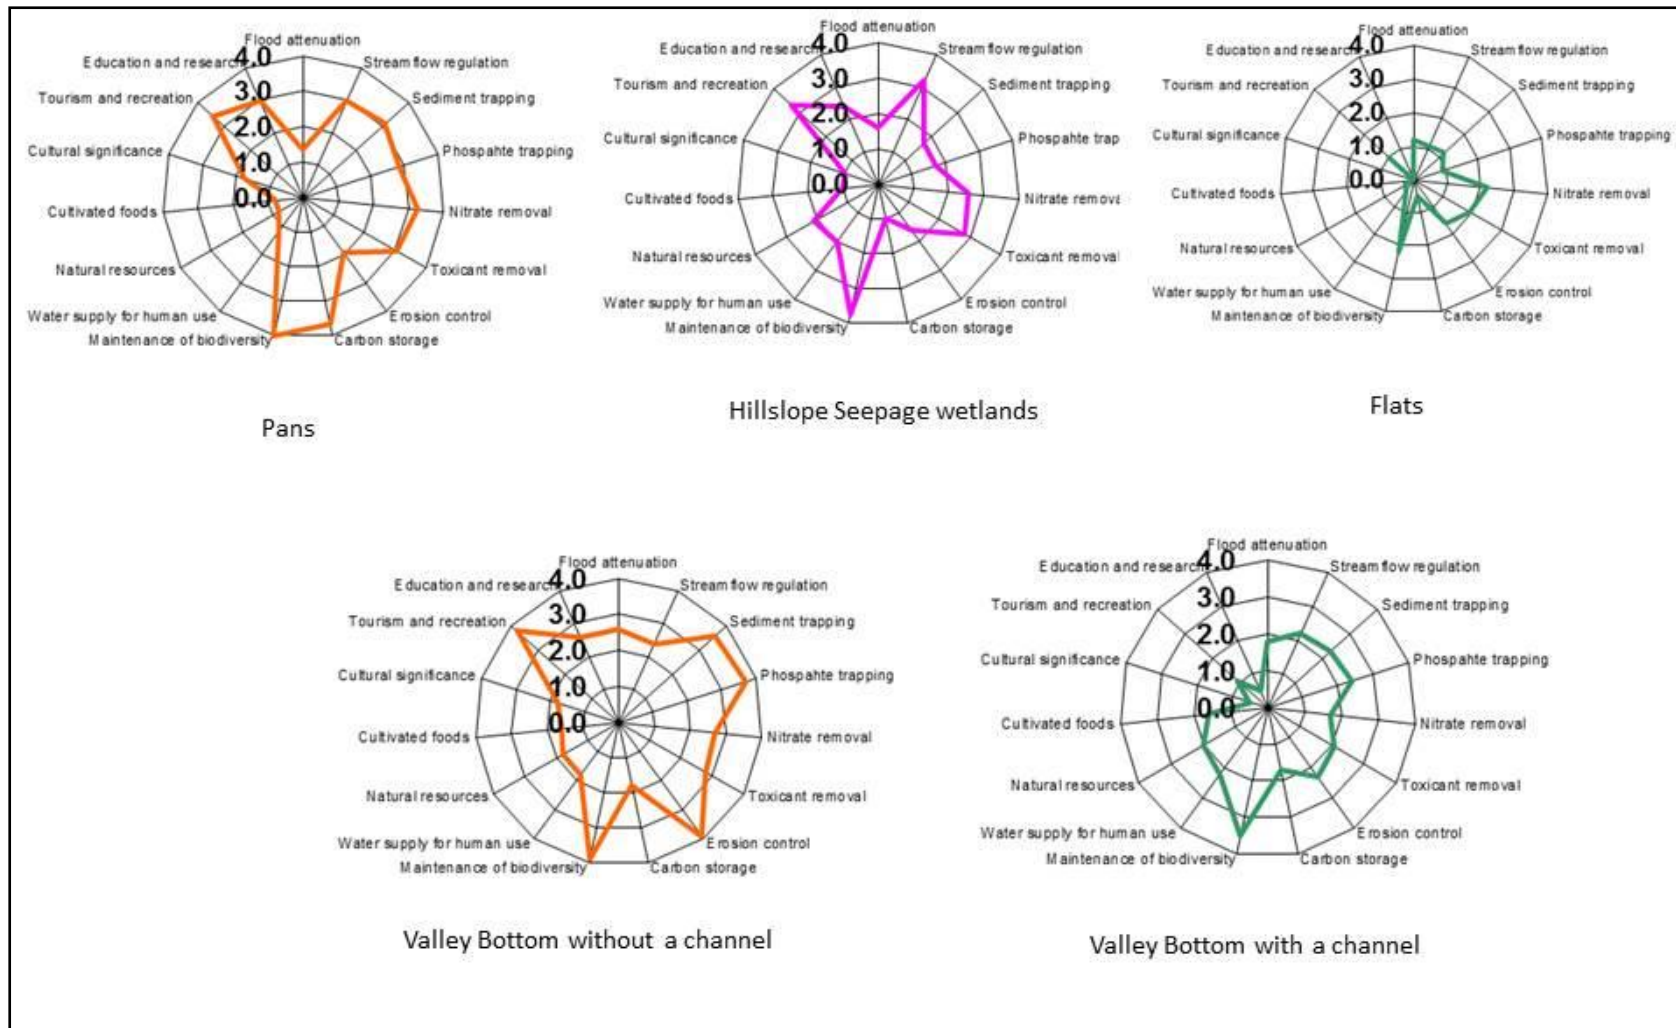 Flood attenuation
Stream flow regulation
Sediment trapping
Phospahte trapping
Nitrate removal
Toxicant removal
Erosion control
Carbon storage
Maintenance of biodiversity
Water supply for human use
Natural resources
Cultivated foods
Cultural significance
Tourism and recreation
Education and research
4.0
3.0
2.0
1.0
0.0
Pans
Flood attenuation
Stream flow regulation
Sediment trapping
Phospahte trap
Nitrate remova
Toxicant removal
Erosion control
Carbon storage
Maintenance of biodiversity
Water supply for human use
Natural resources
Cultivated foods
Cultural significance
Tourism and recreation
Education and research
4.0
3.0
2.0
1.0
0.0
Hillslope Seepage wetlands
Flood attenuation
Stream flow regulation
Sediment trapping
Phospahte trapping
Nitrate removal
Toxicant removal
Erosion control
Carbon storage
Maintenance of biodiversity
Water supply for human use
Natural resources
Cultivated foods
Cultural significance
Tourism and recreation
Education and research
4.0
3.0
2.0
1.0
0.0
Flats
Flood attenuation
Stream flow regulation
Sediment trapping
Phospahte trapping
Nitrate removal
Toxicant removal
Erosion control
Carbon storage
Maintenance of biodiversity
Water supply for human use
Natural resources
Cultivated foods
Cultural significance
Tourism and recreation
Education and research
4.0
3.0
2.0
1.0
0.0
Valley Bottom without a channel
Flood attenuation
Stream flow regulation
Sediment trapping
Phospahte trapping
Nitrate removal
Toxicant removal
Erosion control
Carbon storage
Maintenance of biodiversity
Water supply for human use
Natural resources
Cultivated foods
Cultural significance
Tourism and recreation
Education and research
4.0
3.0
2.0
1.0
0.0
Valley Bottom with a channel